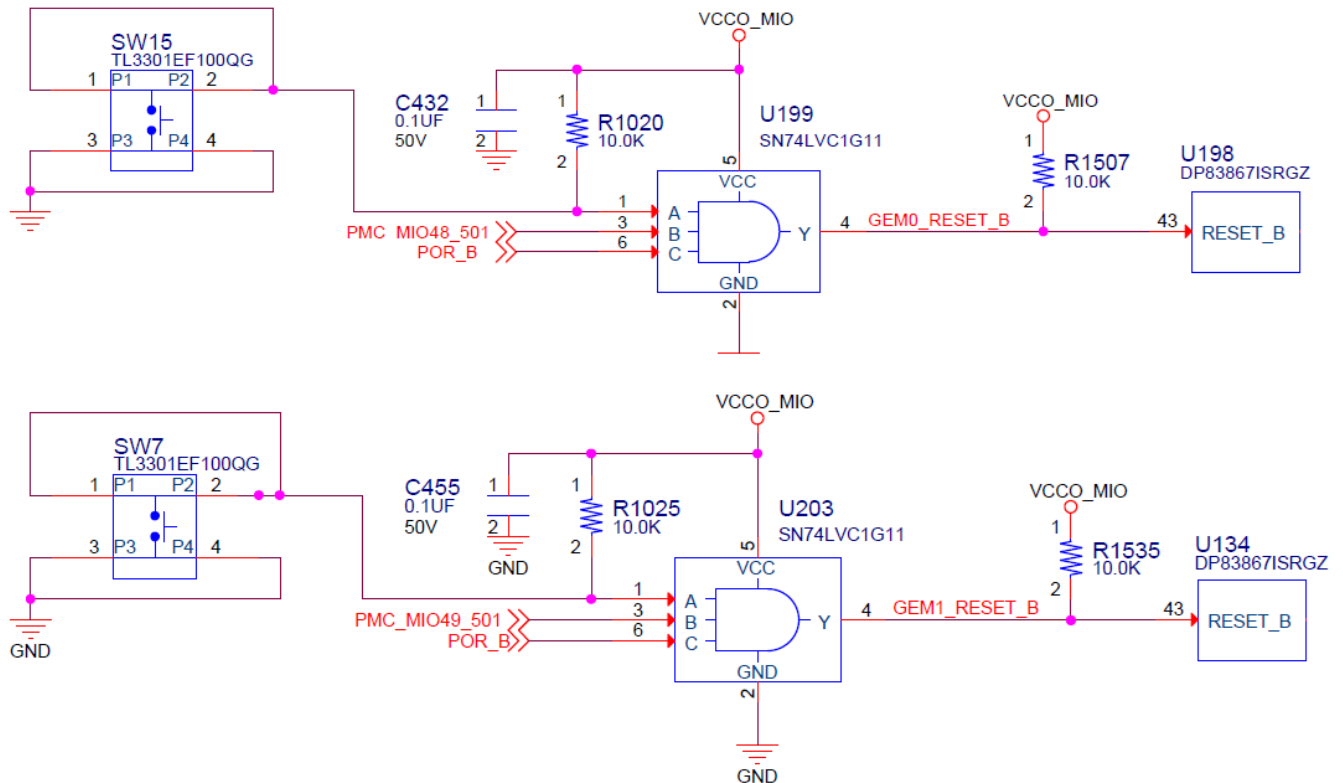 VCCO_MIO
SW15
TL3301EF100QG
1 P1 P2 2
3 P3 P4 4
C432
0.1UF
50V
1
2
1
R1020
10.0K
2
U199
SN74LVC1G11
5
VCC
1 A
PMC_MIO48_501 3 B
POR_B 6 C
Y 4
GND
2
GEM0_RESET_B
VCCO_MIO
1
R1507
10.0K
2
U198
DP83867ISRGZ
43 RESET_B
VCCO_MIO
SW7
TL3301EF100QG
1 P1 P2 2
3 P3 P4 4
GND
C455
0.1UF
50V
1
2
GND
1
R1025
10.0K
2
U203
SN74LVC1G11
5
VCC
1 A
PMC_MIO49_501 3 B
POR_B 6 C
Y 4
GND
2
GND
GEM1_RESET_B
VCCO_MIO
1
R1535
10.0K
2
U134
DP83867ISRGZ
43 RESET_B